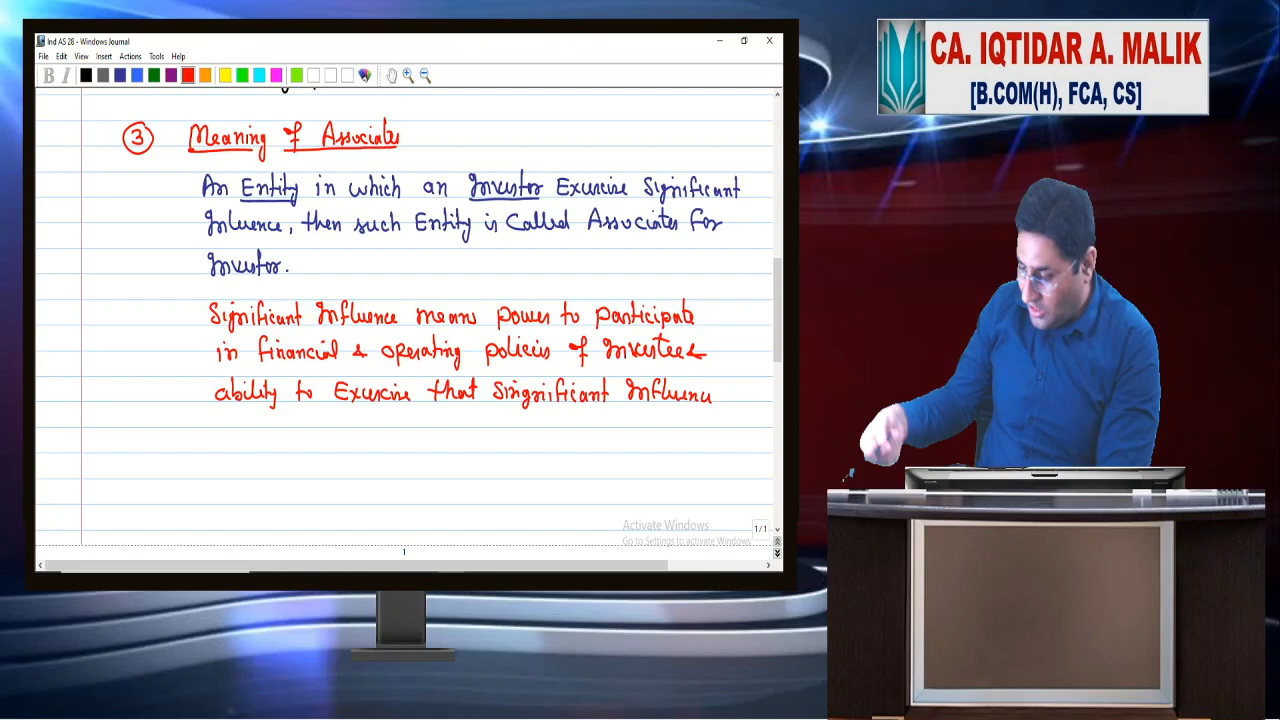 Ind AS 28 - Windows Journal
File Edit View Insert Actions Tools Help
B I
③ Meaning of Associates
An Entity in which an Investor Exercise Significant
Influence, then such Entity is Called Associates For
Investor.
Significant Influence means power to participate
in Financial & operating policies of Investee &
ability to Exercise that Singnificant Influence
Activate Windows
Go to Settings to activate Windows.
1/1
1
CA. IQTIDAR A. MALIK
[B.COM(H), FCA, CS]